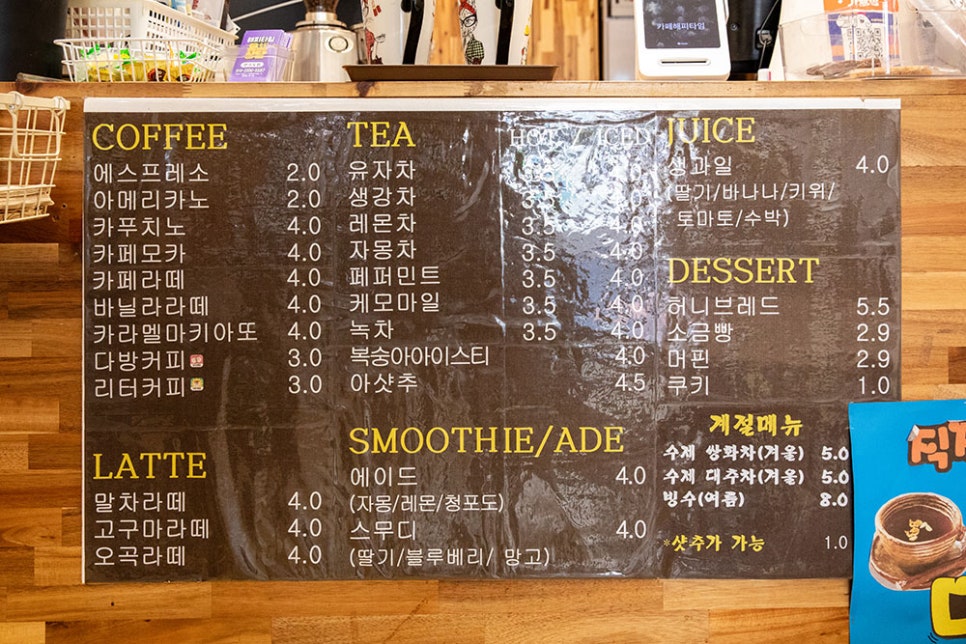 카페해피타임
COFFEE
에스프레소 2.0
아메리카노 2.0
카푸치노 4.0
카페모카 4.0
카페라떼 4.0
바닐라라떼 4.0
카라멜마키아또 4.0
다방커피 3.0
리터커피 3.0
LATTE
말차라떼 4.0
고구마라떼 4.0
오곡라떼 4.0
TEA HOT / ICED
유자차 3.5
생강차 3.5 4.0
레몬차 3.5 4.0
자몽차 3.5 4.0
페퍼민트 3.5 4.0
케모마일 3.5 4.0
녹차 3.5 4.0
복숭아아이스티 4.0
아샷추 4.5
SMOOTHIE/ADE
에이드 4.0
(자몽/레몬/청포도)
스무디 4.0
(딸기/블루베리/ 망고)
JUICE
생과일 4.0
(딸기/바나나/키위/
토마토/수박)
DESSERT
허니브레드 5.5
소금빵 2.9
머핀 2.9
쿠키 1.0
계절메뉴
수제 쌍화차(겨울) 5.0
수제 대추차(겨울) 5.0
빙수(여름) 8.0
*샷추가 가능 1.0